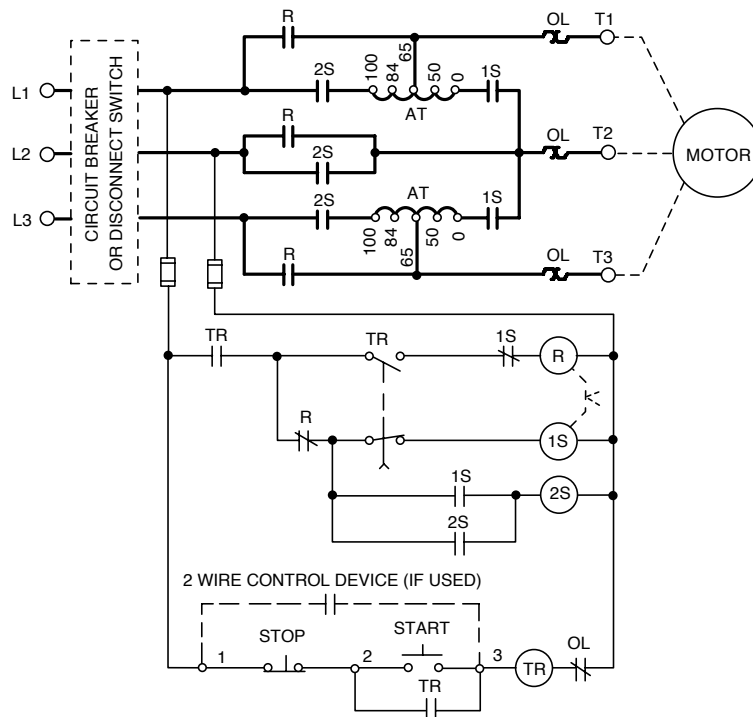 R
OL
T1
2S
100
84
65
50
0
1S
L1
AT
CIRCUIT BREAKER
OR DISCONNECT SWITCH
R
OL
T2
L2
2S
MOTOR
AT
1S
2S
L3
100
84
65
50
0
R
OL
T3
TR
TR
1S
R
R
1S
1S
2S
2S
2 WIRE CONTROL DEVICE (IF USED)
STOP
START
OL
1
2
3
TR
TR